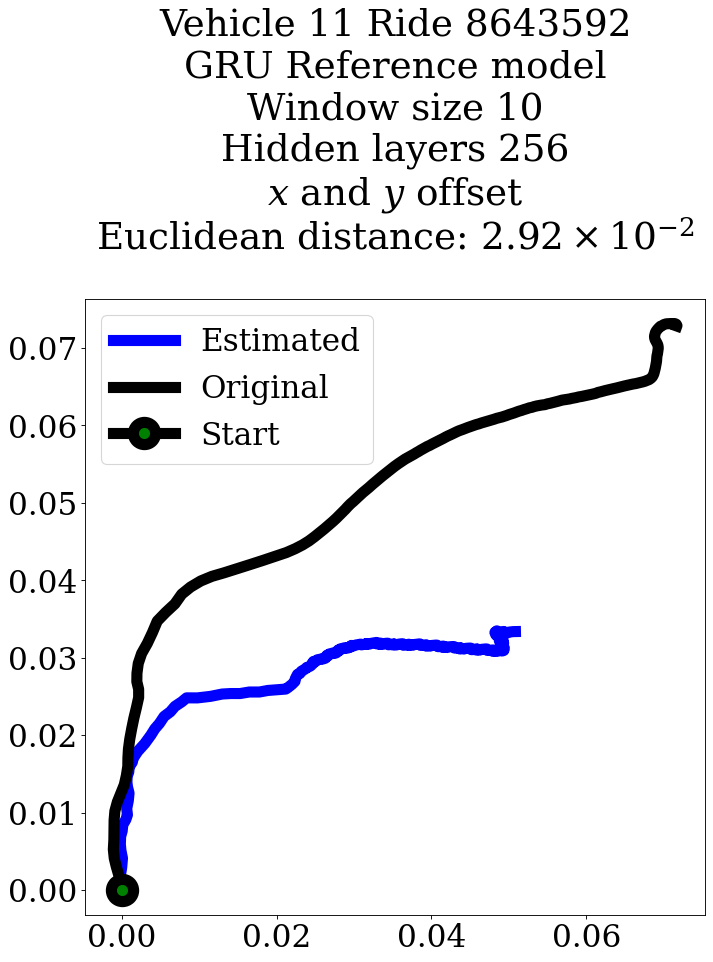 Vehicle 11 Ride 8643592
GRU Reference model
Window size 10
Hidden layers 256
x and y offset
Euclidean distance: 2.92 × 10⁻²
Estimated
Original
Start
0.07
0.06
0.05
0.04
0.03
0.02
0.01
0.00
0.00 0.02 0.04 0.06